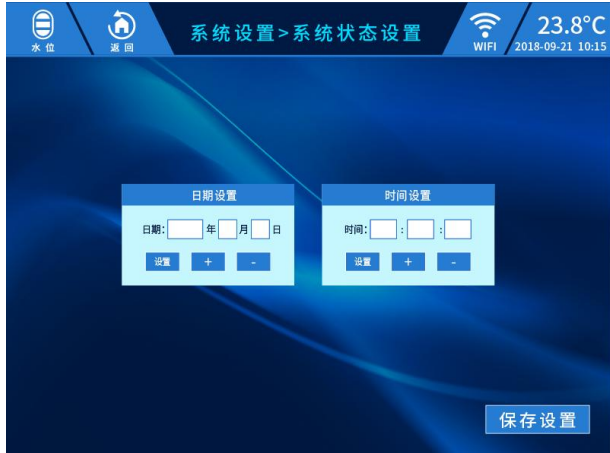 水位
返回
系统设置>系统状态设置
WIFI
23.8°C
2018-09-21 10:15
日期设置
日期: 年 月 日
设置 + -
时间设置
时间: : :
设置 + -
保存设置